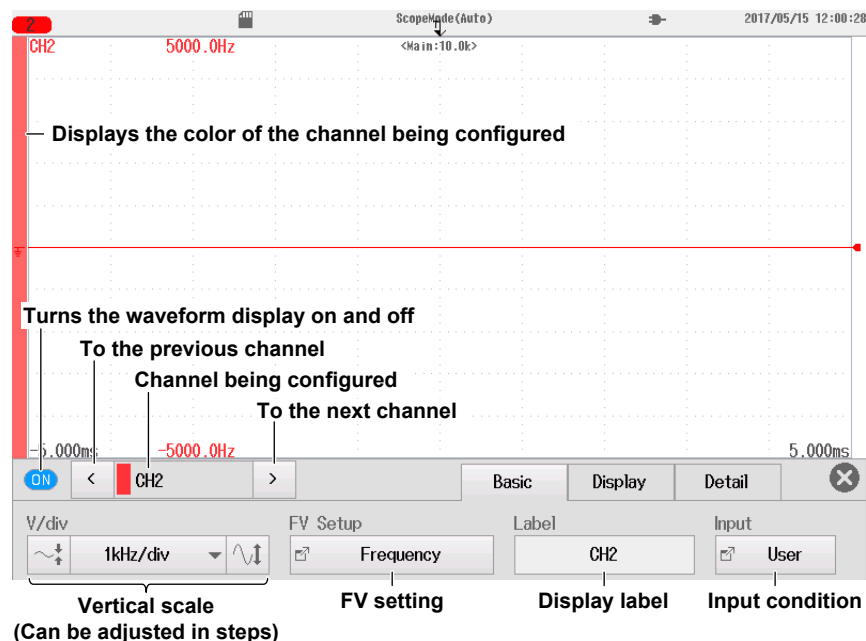 2 ScopeMode(Auto) 2017/05/15 12:00:28
CH2 5000.0Hz <Main:10.0k>
Displays the color of the channel being configured
Turns the waveform display on and off
To the previous channel
Channel being configured
To the next channel
-5.000ms -5000.0Hz 5.000ms
ON < CH2 > Basic Display Detail
V/div FV Setup Label Input
1kHz/div Frequency CH2 User
Vertical scale FV setting Display label Input condition
(Can be adjusted in steps)